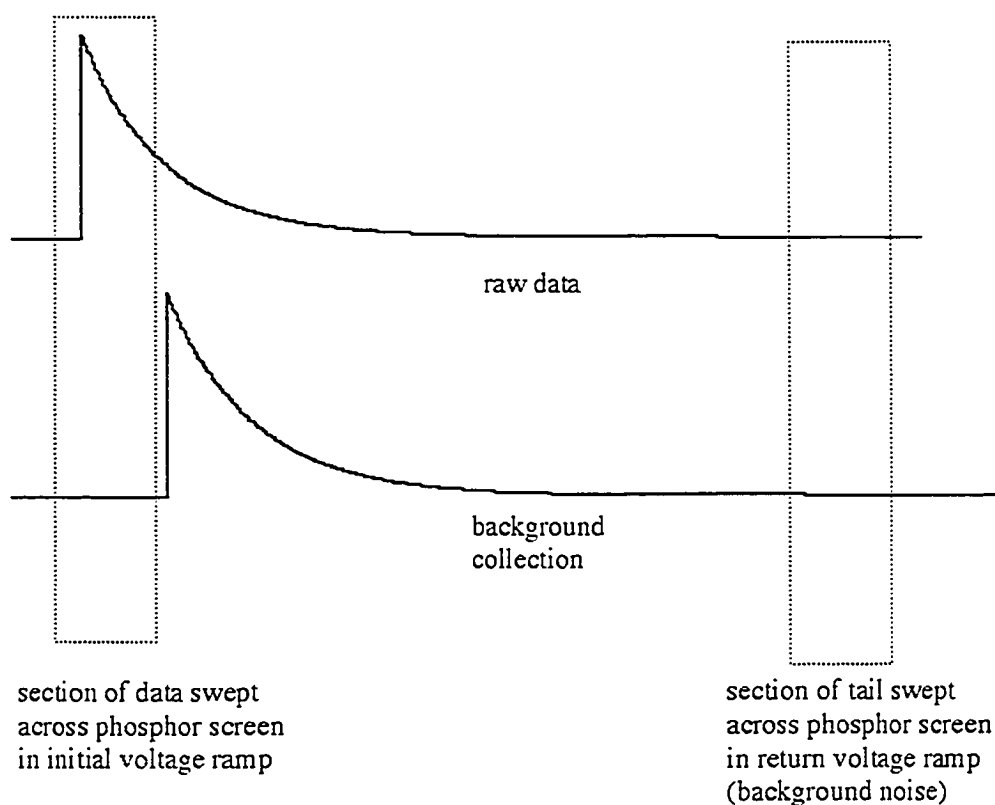 raw data
background
collection
section of data swept
across phosphor screen
in initial voltage ramp
section of tail swept
across phosphor screen
in return voltage ramp
(background noise)